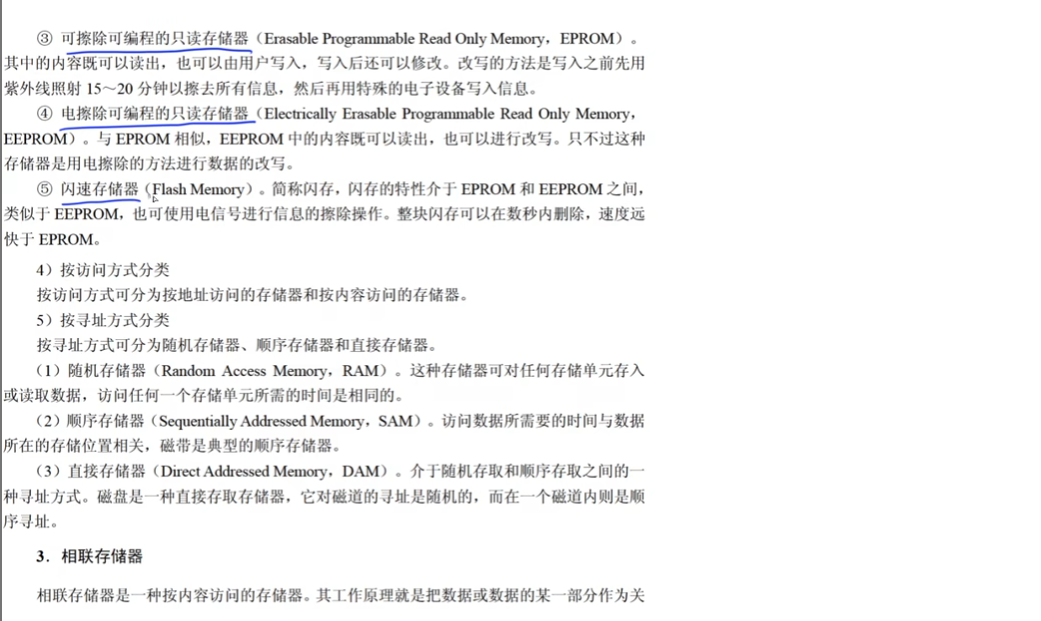 ③ 可擦除可编程的只读存储器（Erasable Programmable Read Only Memory，EPROM）。
其中的内容既可以读出，也可以由用户写入，写入后还可以修改。改写的方法是写入之前先用
紫外线照射 15～20 分钟以擦去所有信息，然后再用特殊的电子设备写入信息。
④ 电擦除可编程的只读存储器（Electrically Erasable Programmable Read Only Memory，
EEPROM）。与 EPROM 相似，EEPROM 中的内容既可以读出，也可以进行改写。只不过这种
存储器是用电擦除的方法进行数据的改写。
⑤ 闪速存储器（Flash Memory）。简称闪存，闪存的特性介于 EPROM 和 EEPROM 之间，
类似于 EEPROM，也可使用电信号进行信息的擦除操作。整块闪存可以在数秒内删除，速度远
快于 EPROM。
4）按访问方式分类
按访问方式可分为按地址访问的存储器和按内容访问的存储器。
5）按寻址方式分类
按寻址方式可分为随机存储器、顺序存储器和直接存储器。
（1）随机存储器（Random Access Memory，RAM）。这种存储器可对任何存储单元存入
或读取数据，访问任何一个存储单元所需的时间是相同的。
（2）顺序存储器（Sequentially Addressed Memory，SAM）。访问数据所需要的时间与数据
所在的存储位置相关，磁带是典型的顺序存储器。
（3）直接存储器（Direct Addressed Memory，DAM）。介于随机存取和顺序存取之间的一
种寻址方式。磁盘是一种直接存取存储器，它对磁道的寻址是随机的，而在一个磁道内则是顺
序寻址。
3．相联存储器
相联存储器是一种按内容访问的存储器。其工作原理就是把数据或数据的某一部分作为关